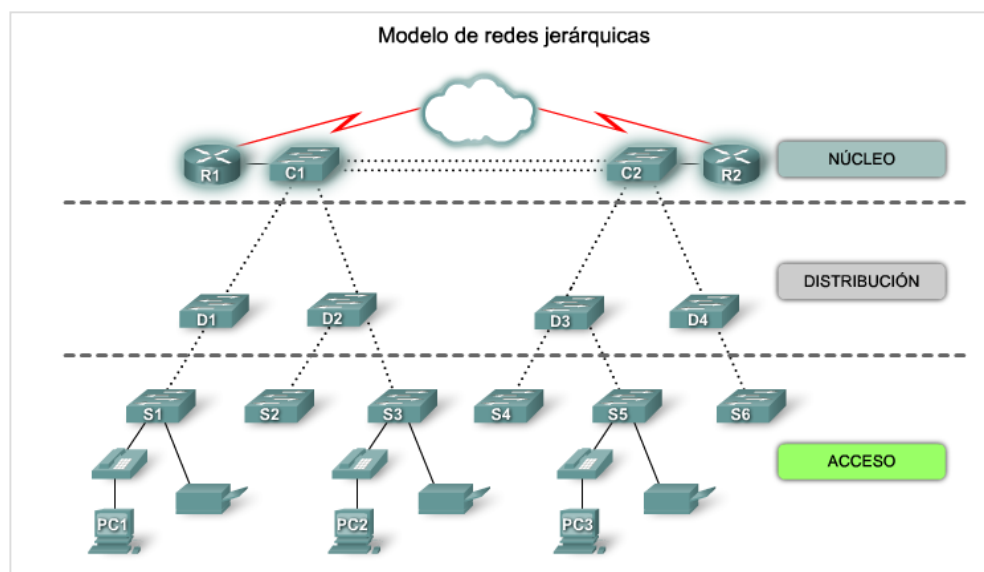 Modelo de redes jerárquicas
R1
C1
C2
R2
NÚCLEO
D1
D2
D3
D4
DISTRIBUCIÓN
S1
S2
S3
S4
S5
S6
ACCESO
PC1
PC2
PC3